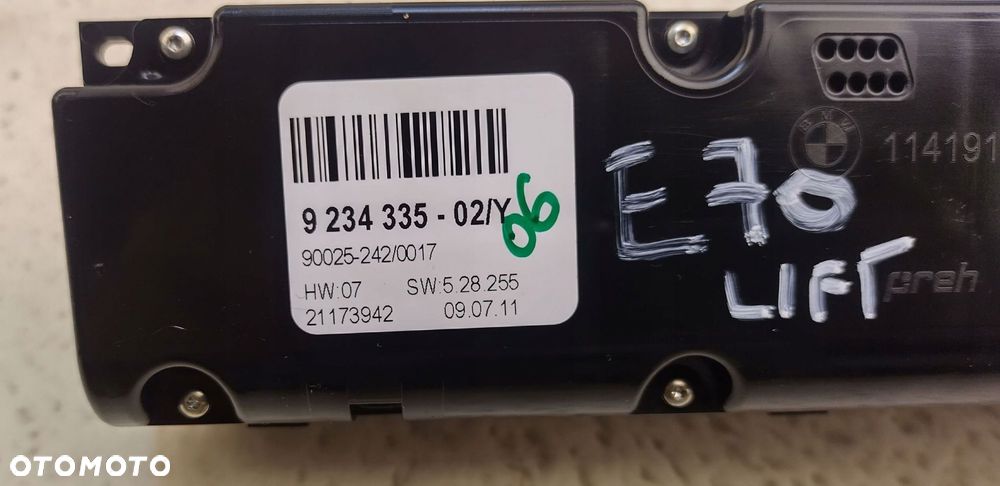 9 234 335 - 02/Y
06
90025-242/0017
HW:07 SW:5.28.255
21173942 09.07.11
E70
LIFT
BMW
114191
preh
OTOMOTO